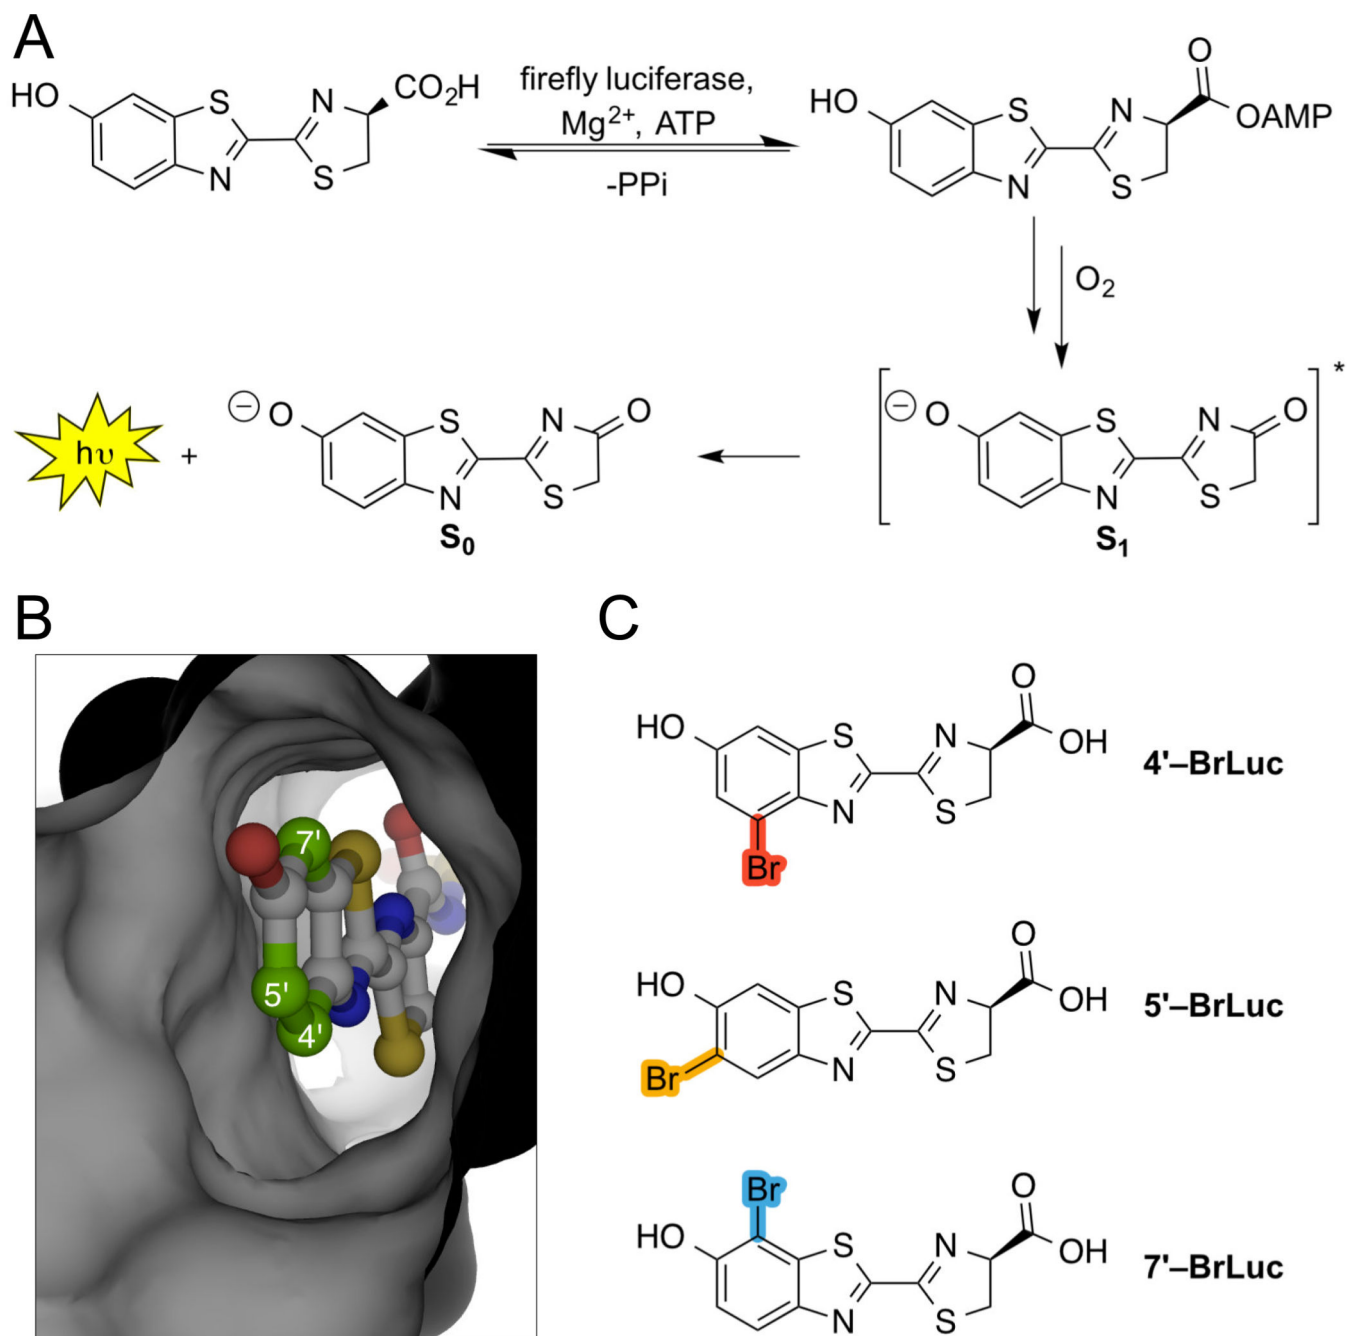 A
HO
S
N
N
S
CO₂H
firefly luciferase,
Mg²⁺, ATP
-PPi
HO
S
N
N
S
O
OAMP
O₂
hυ
+
⊖
O
S
N
N
S
O
S₀
[
⊖
O
S
N
N
S
O
]
*
S₁
B
7'
5'
4'
C
HO
S
N
N
S
O
OH
Br
4'–BrLuc
HO
S
N
N
S
O
OH
Br
5'–BrLuc
Br
HO
S
N
N
S
O
OH
7'–BrLuc